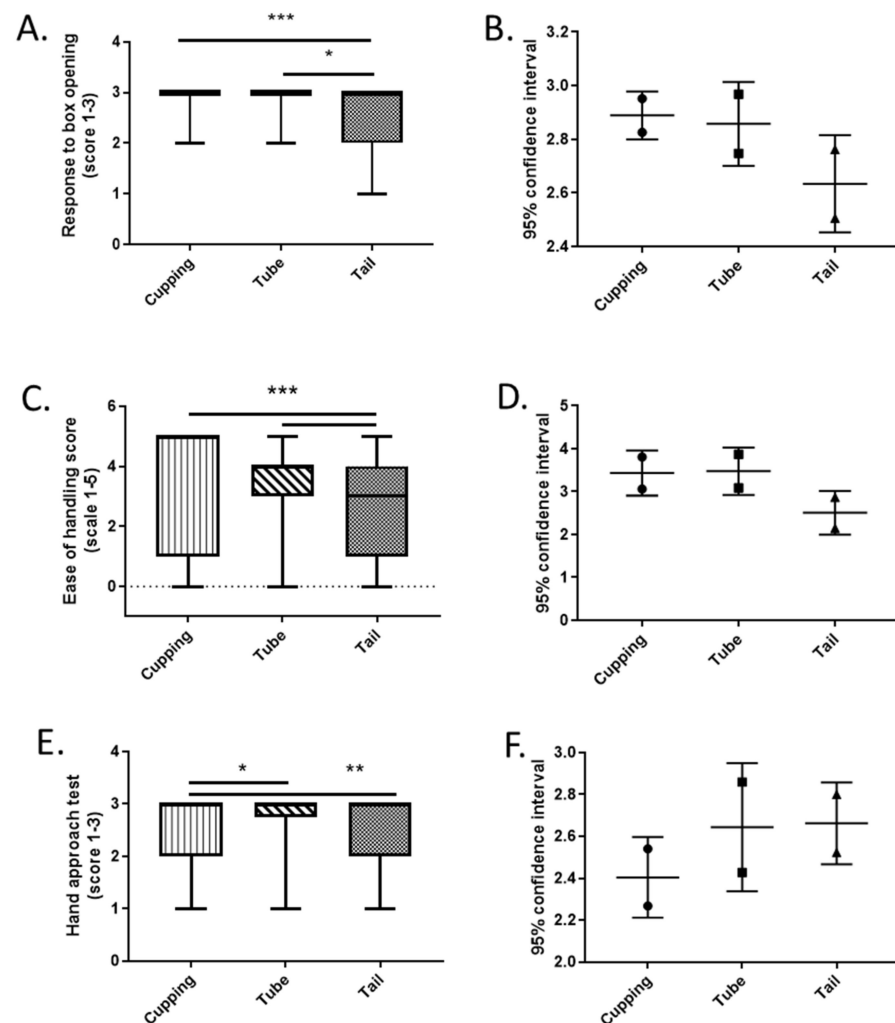 A.
***
*
Response to box opening
(score 1-3)
4
3
2
1
0
Cupping
Tube
Tail
B.
95% confidence interval
3.2
3.0
2.8
2.6
2.4
Cupping
Tube
Tail
C.
***
Ease of handling score
(scale 1-5)
6
4
2
0
Cupping
Tube
Tail
D.
95% confidence interval
5
4
3
2
1
0
Cupping
Tube
Tail
E.
*
**
Hand approach test
(score 1-3)
4
3
2
1
0
Cupping
Tube
Tail
F.
95% confidence interval
3.0
2.8
2.6
2.4
2.2
2.0
Cupping
Tube
Tail